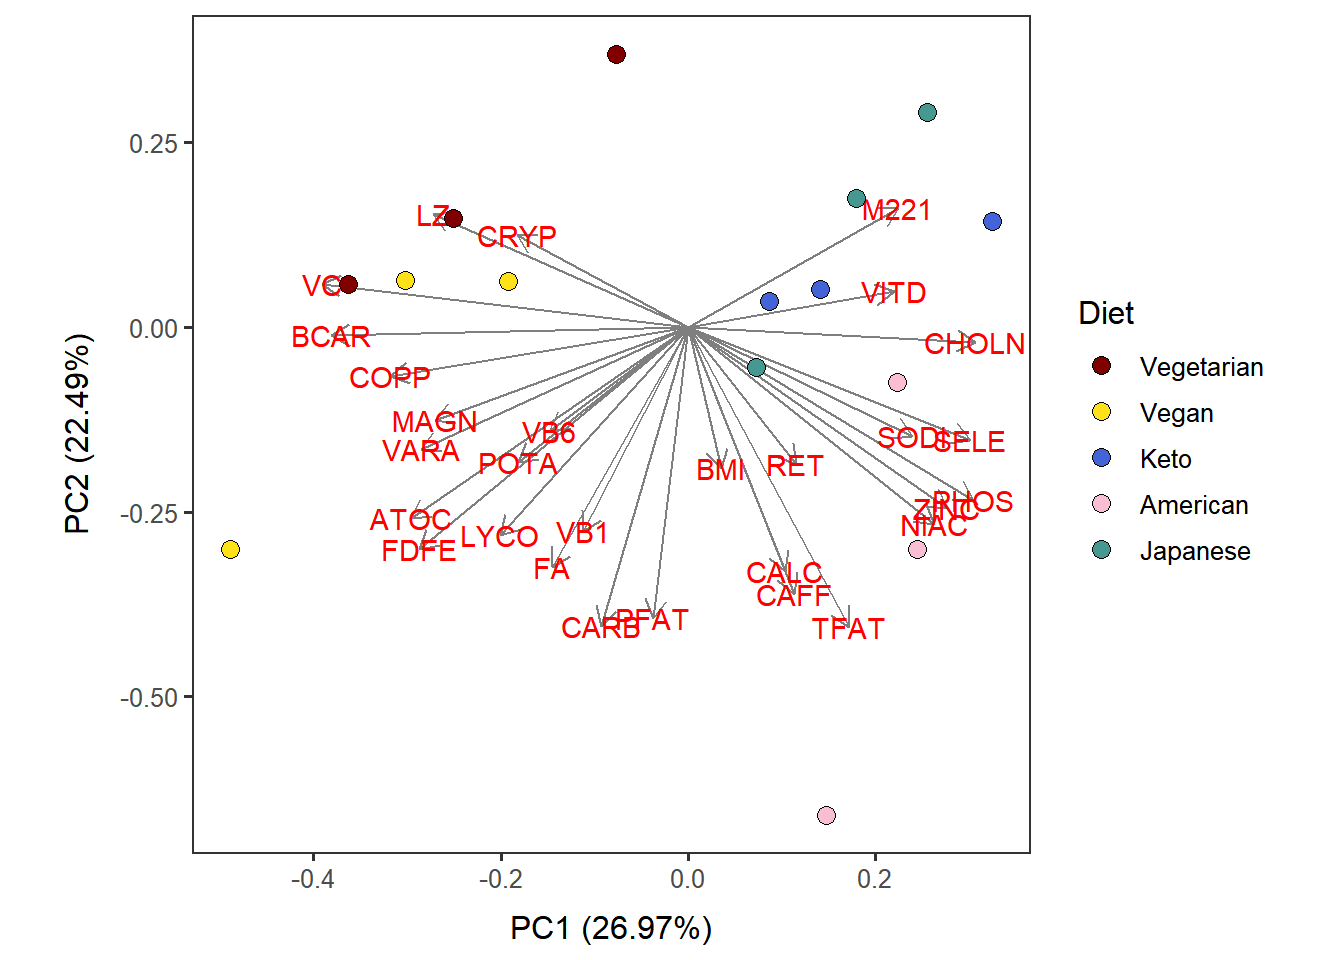 0.25
0.00
-0.25
-0.50
PC2 (22.49%)
LZ
CRYP
M221
VC
VITD
BCAR
CHOLN
COPP
MAGN
VB6
SODI
SELE
VARA
POTA
BMI
RET
PHOS
ZINC
ATOC
NIAC
LYCO
VB1
FDFE
FA
CALC
CAFF
PFAT
CARB
TFAT
-0.4
-0.2
0.0
0.2
PC1 (26.97%)
Diet
Vegetarian
Vegan
Keto
American
Japanese